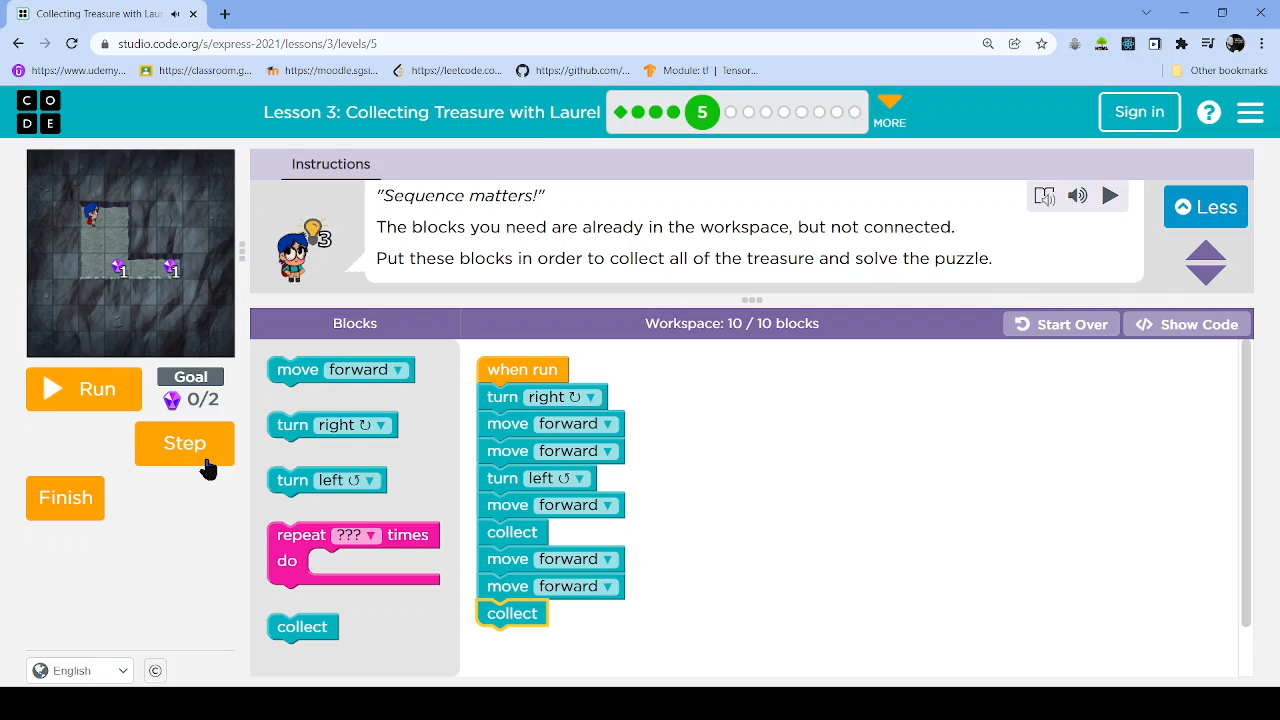 Collecting Treasure with Laur
studio.code.org/s/express-2021/lessons/3/levels/5
https://www.udemy...
https://classroom.g...
https://moodle.sgsi...
https://leetcode.co...
https://github.com/...
Module: tf | Tensor...
Other bookmarks
C O
D E
Lesson 3: Collecting Treasure with Laurel
5
MORE
Sign in
?
Instructions
"Sequence matters!"
The blocks you need are already in the workspace, but not connected.
Put these blocks in order to collect all of the treasure and solve the puzzle.
3
Less
1
1
Blocks
Workspace: 10 / 10 blocks
Start Over
</> Show Code
Run
Goal
0/2
Step
Finish
move forward ▼
turn right ↻ ▼
turn left ↺ ▼
repeat ??? ▼ times
do
collect
when run
turn right ↻ ▼
move forward ▼
move forward ▼
turn left ↺ ▼
move forward ▼
collect
move forward ▼
move forward ▼
collect
English
©